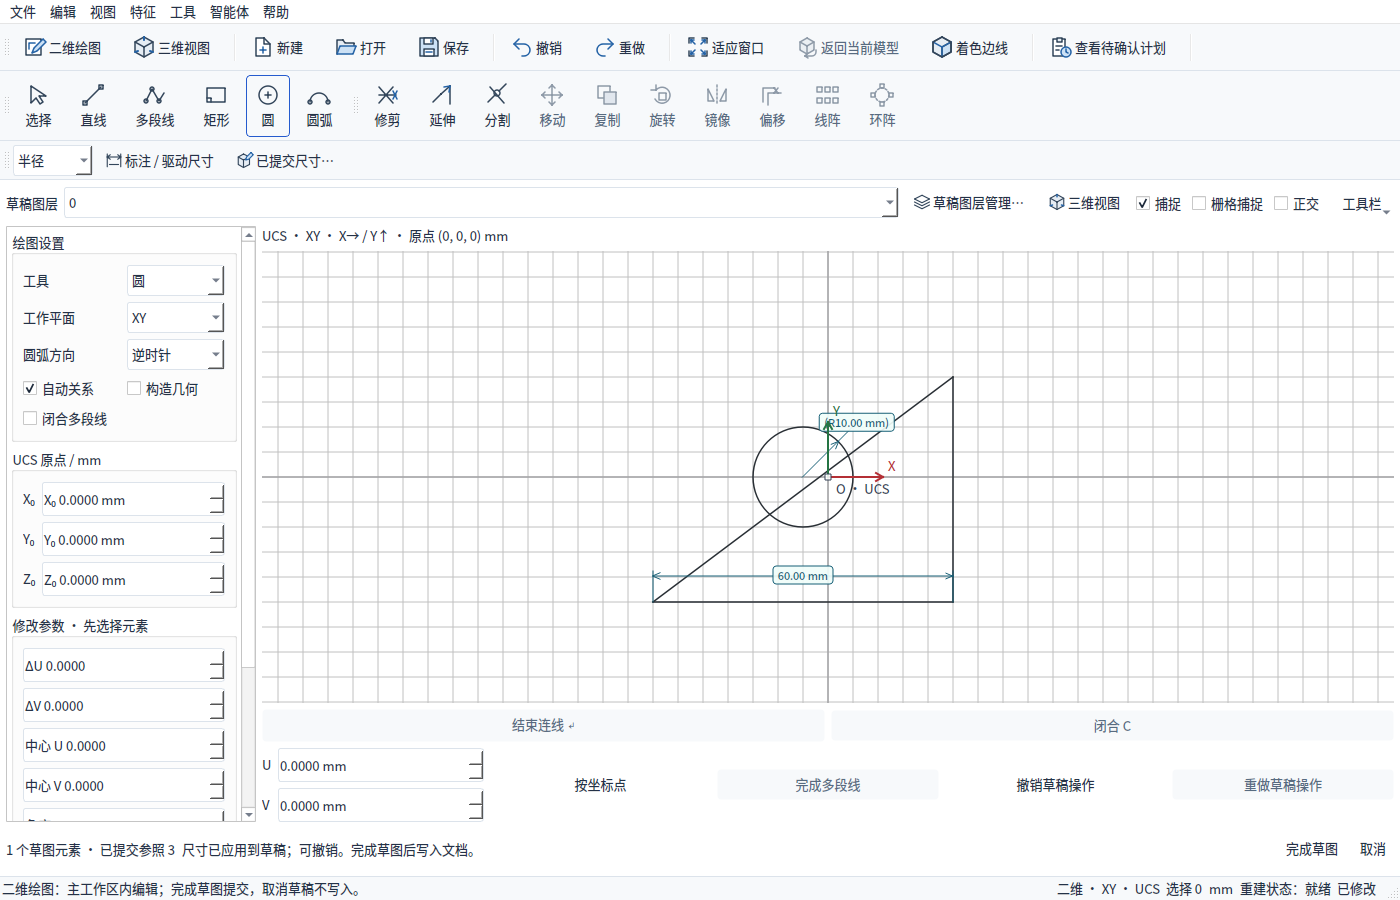 文件 编辑 视图 特征 工具 智能体 帮助
二维绘图 三维视图 新建 打开 保存 撤销 重做 适应窗口 返回当前模型 着色边线 查看待确认计划
选择 直线 多段线 矩形 圆 圆弧 修剪 延伸 分割 移动 复制 旋转 镜像 偏移 线阵 环阵
半径 标注 / 驱动尺寸 已提交尺寸…
草稿图层 0 草稿图层管理… 三维视图 捕捉 栅格捕捉 正交 工具栏
绘图设置
工具 圆
工作平面 XY
圆弧方向 逆时针
自动关系 构造几何
闭合多段线
UCS 原点 / mm
X₀ X₀ 0.0000 mm
Y₀ Y₀ 0.0000 mm
Z₀ Z₀ 0.0000 mm
修改参数 · 先选择元素
ΔU 0.0000
ΔV 0.0000
中心 U 0.0000
中心 V 0.0000
UCS · XY · X→ / Y↑ · 原点 (0, 0, 0) mm
Y
(R10.00 mm)
X
O · UCS
60.00 mm
结束连线 ↲ 闭合 C
U 0.0000 mm
V 0.0000 mm
按坐标点 完成多段线 撤销草稿操作 重做草稿操作
1 个草图元素 · 已提交参照 3 尺寸已应用到草稿；可撤销。完成草图后写入文档。
完成草图 取消
二维绘图：主工作区内编辑；完成草图提交，取消草稿不写入。
二维 · XY · UCS 选择 0 mm 重建状态：就绪 已修改